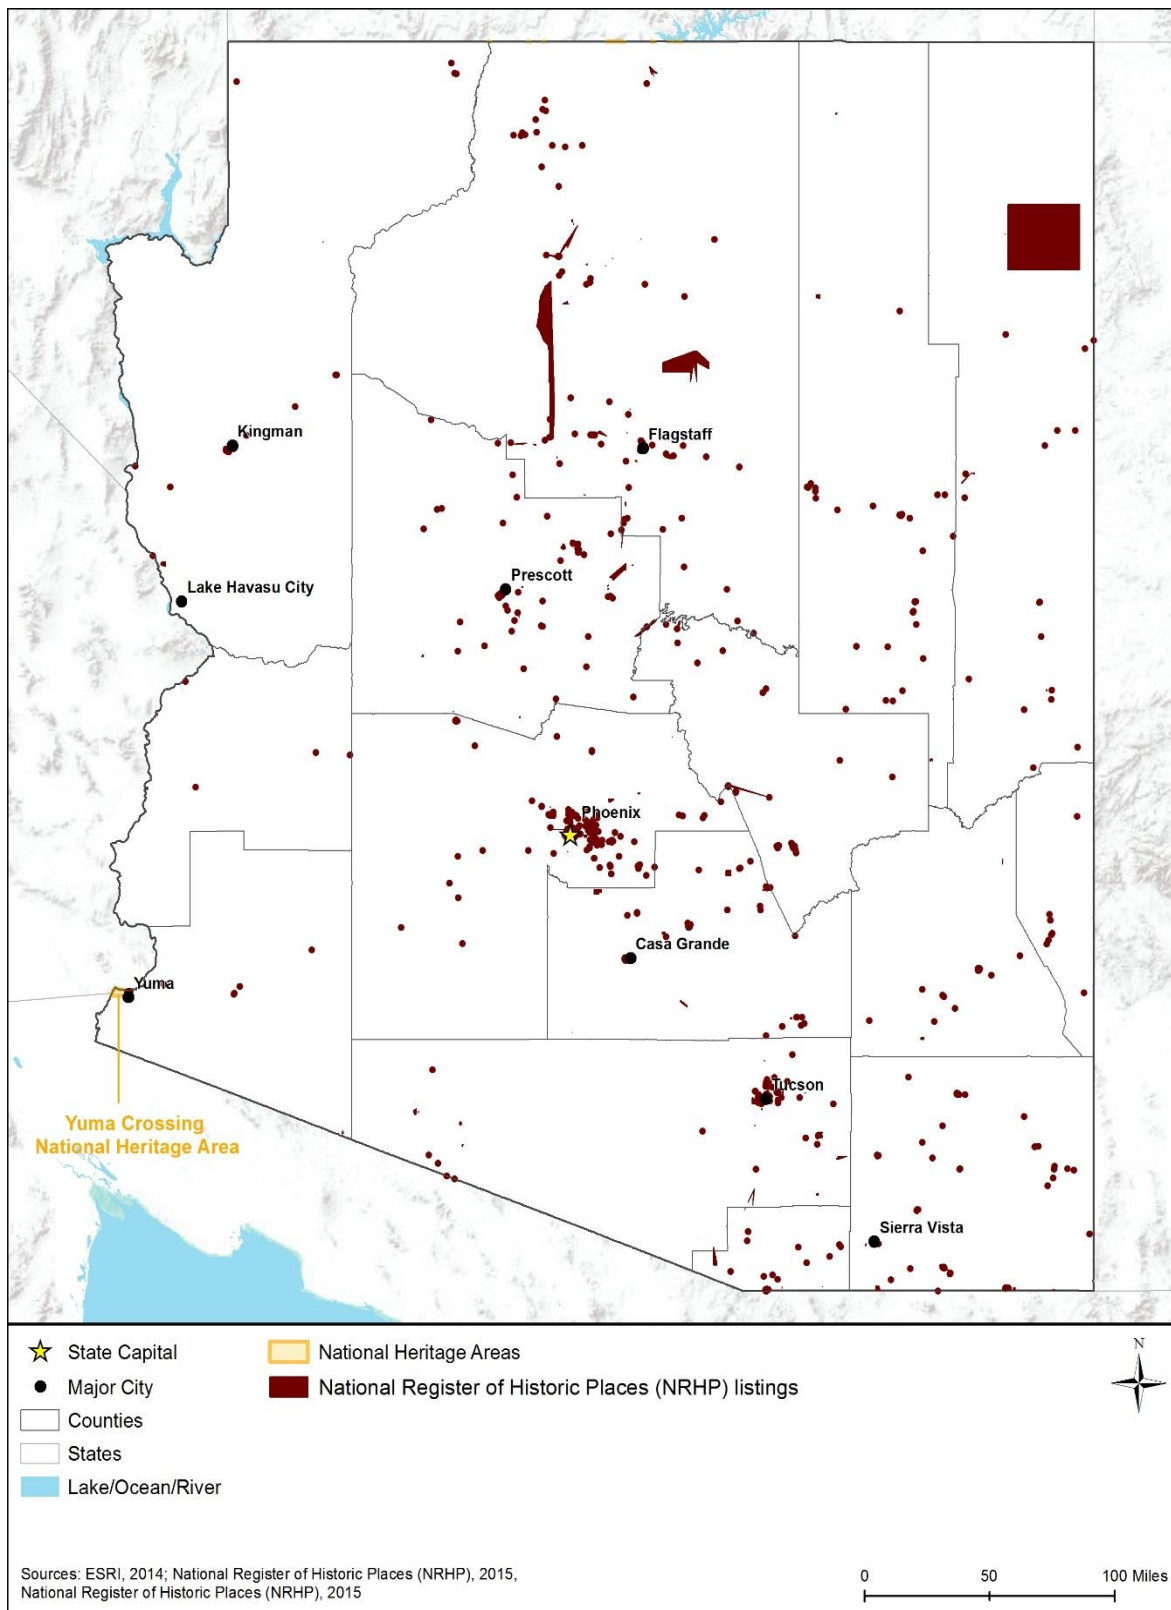 Kingman
Flagstaff
Lake Havasu City
Prescott
Phoenix
Casa Grande
Yuma
Tucson
Yuma Crossing
National Heritage Area
Sierra Vista
State Capital
National Heritage Areas
N
Major City
National Register of Historic Places (NRHP) listings
Counties
States
Lake/Ocean/River
Sources: ESRI, 2014; National Register of Historic Places (NRHP), 2015,
National Register of Historic Places (NRHP), 2015
0 50 100 Miles